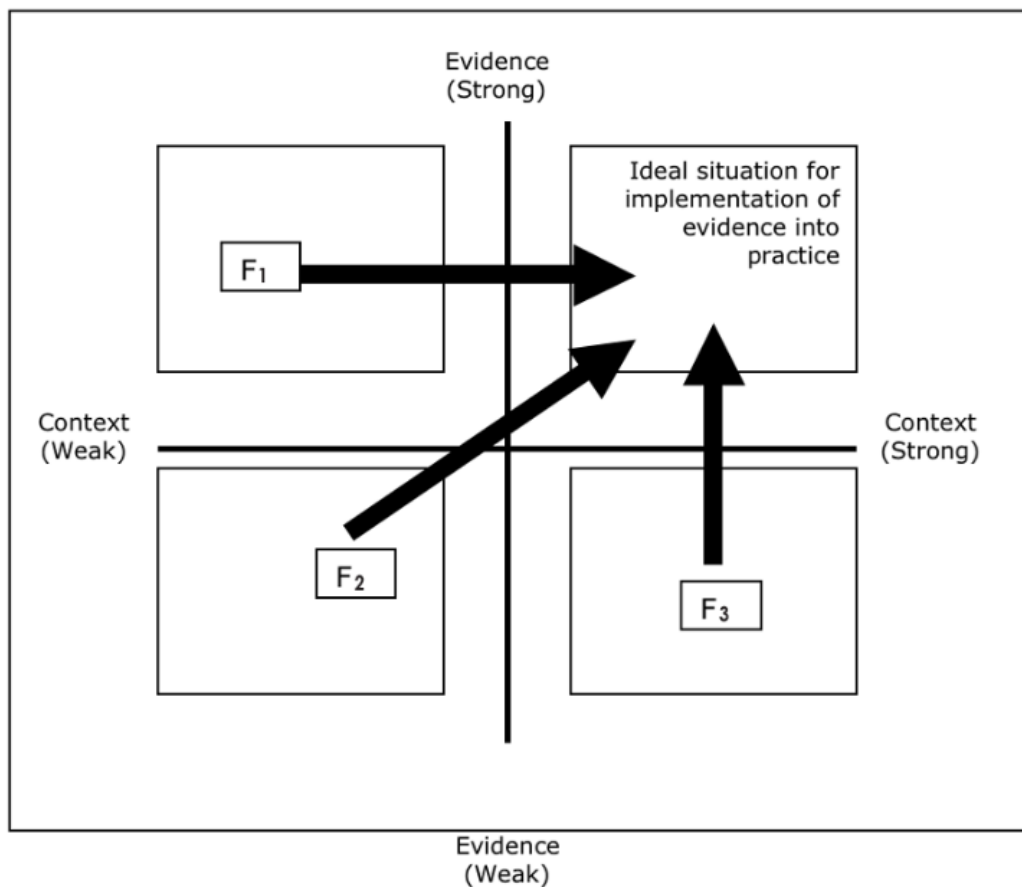 Evidence
(Strong)
Ideal situation for
implementation of
evidence into
practice
F₁
Context
(Weak)
Context
(Strong)
F₂
F₃
Evidence
(Weak)